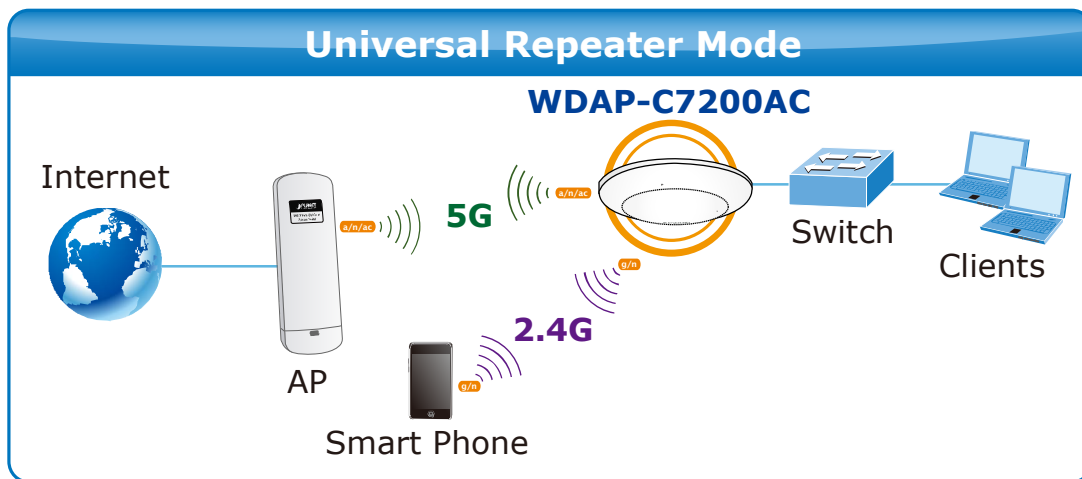 Universal Repeater Mode
WDAP-C7200AC
Internet
a/n/ac
5G
a/n/ac
Switch
Clients
g/n
2.4G
AP
g/n
Smart Phone